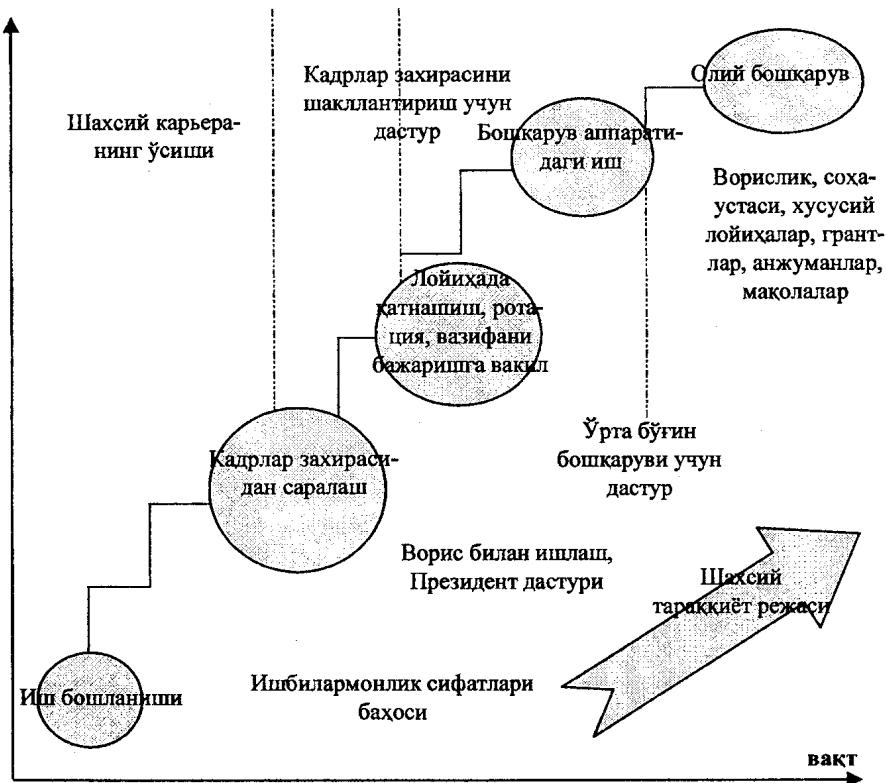 Шахсий карьера-
нинг ўсиши
Кадрлар захирасини
шакллантириш учун
дастур
Олий бошқарув
Бошкарув аппарати-
даги иш
Ворислик, соҳа-
устаси, хусусий
лойиҳалар, грант-
лар, анжуманлар,
мақолалар
Лойиҳада
қатнашиш, рота-
ция, вазифани
бажаришга вакил
Кадрлар захираси-
дан саралаш
Ўрта бўғин
бошқаруви учун
дастур
Ворис билан ишлаш,
Президент дастури
Шахсий
тараққиёт режаси
Иш бошланиши
Ишбилармонлик сифатлари
баҳоси
вақт